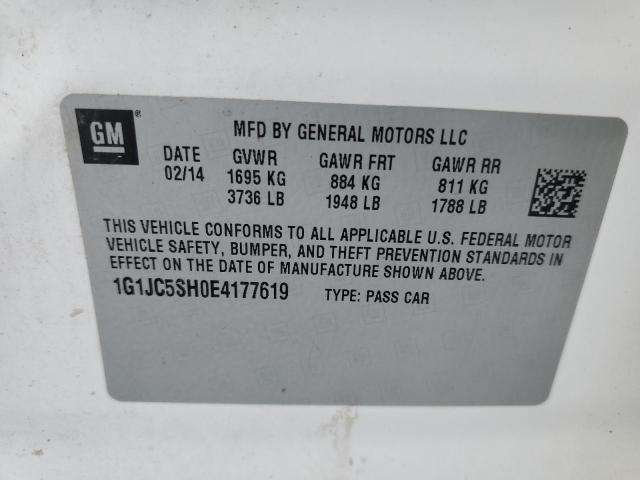 GM®
MFD BY GENERAL MOTORS LLC
DATE GVWR GAWR FRT GAWR RR
02/14 1695 KG 884 KG 811 KG
3736 LB 1948 LB 1788 LB
THIS VEHICLE CONFORMS TO ALL APPLICABLE U.S. FEDERAL MOTOR
VEHICLE SAFETY, BUMPER, AND THEFT PREVENTION STANDARDS IN
EFFECT ON THE DATE OF MANUFACTURE SHOWN ABOVE.
1G1JC5SH0E4177619 TYPE: PASS CAR